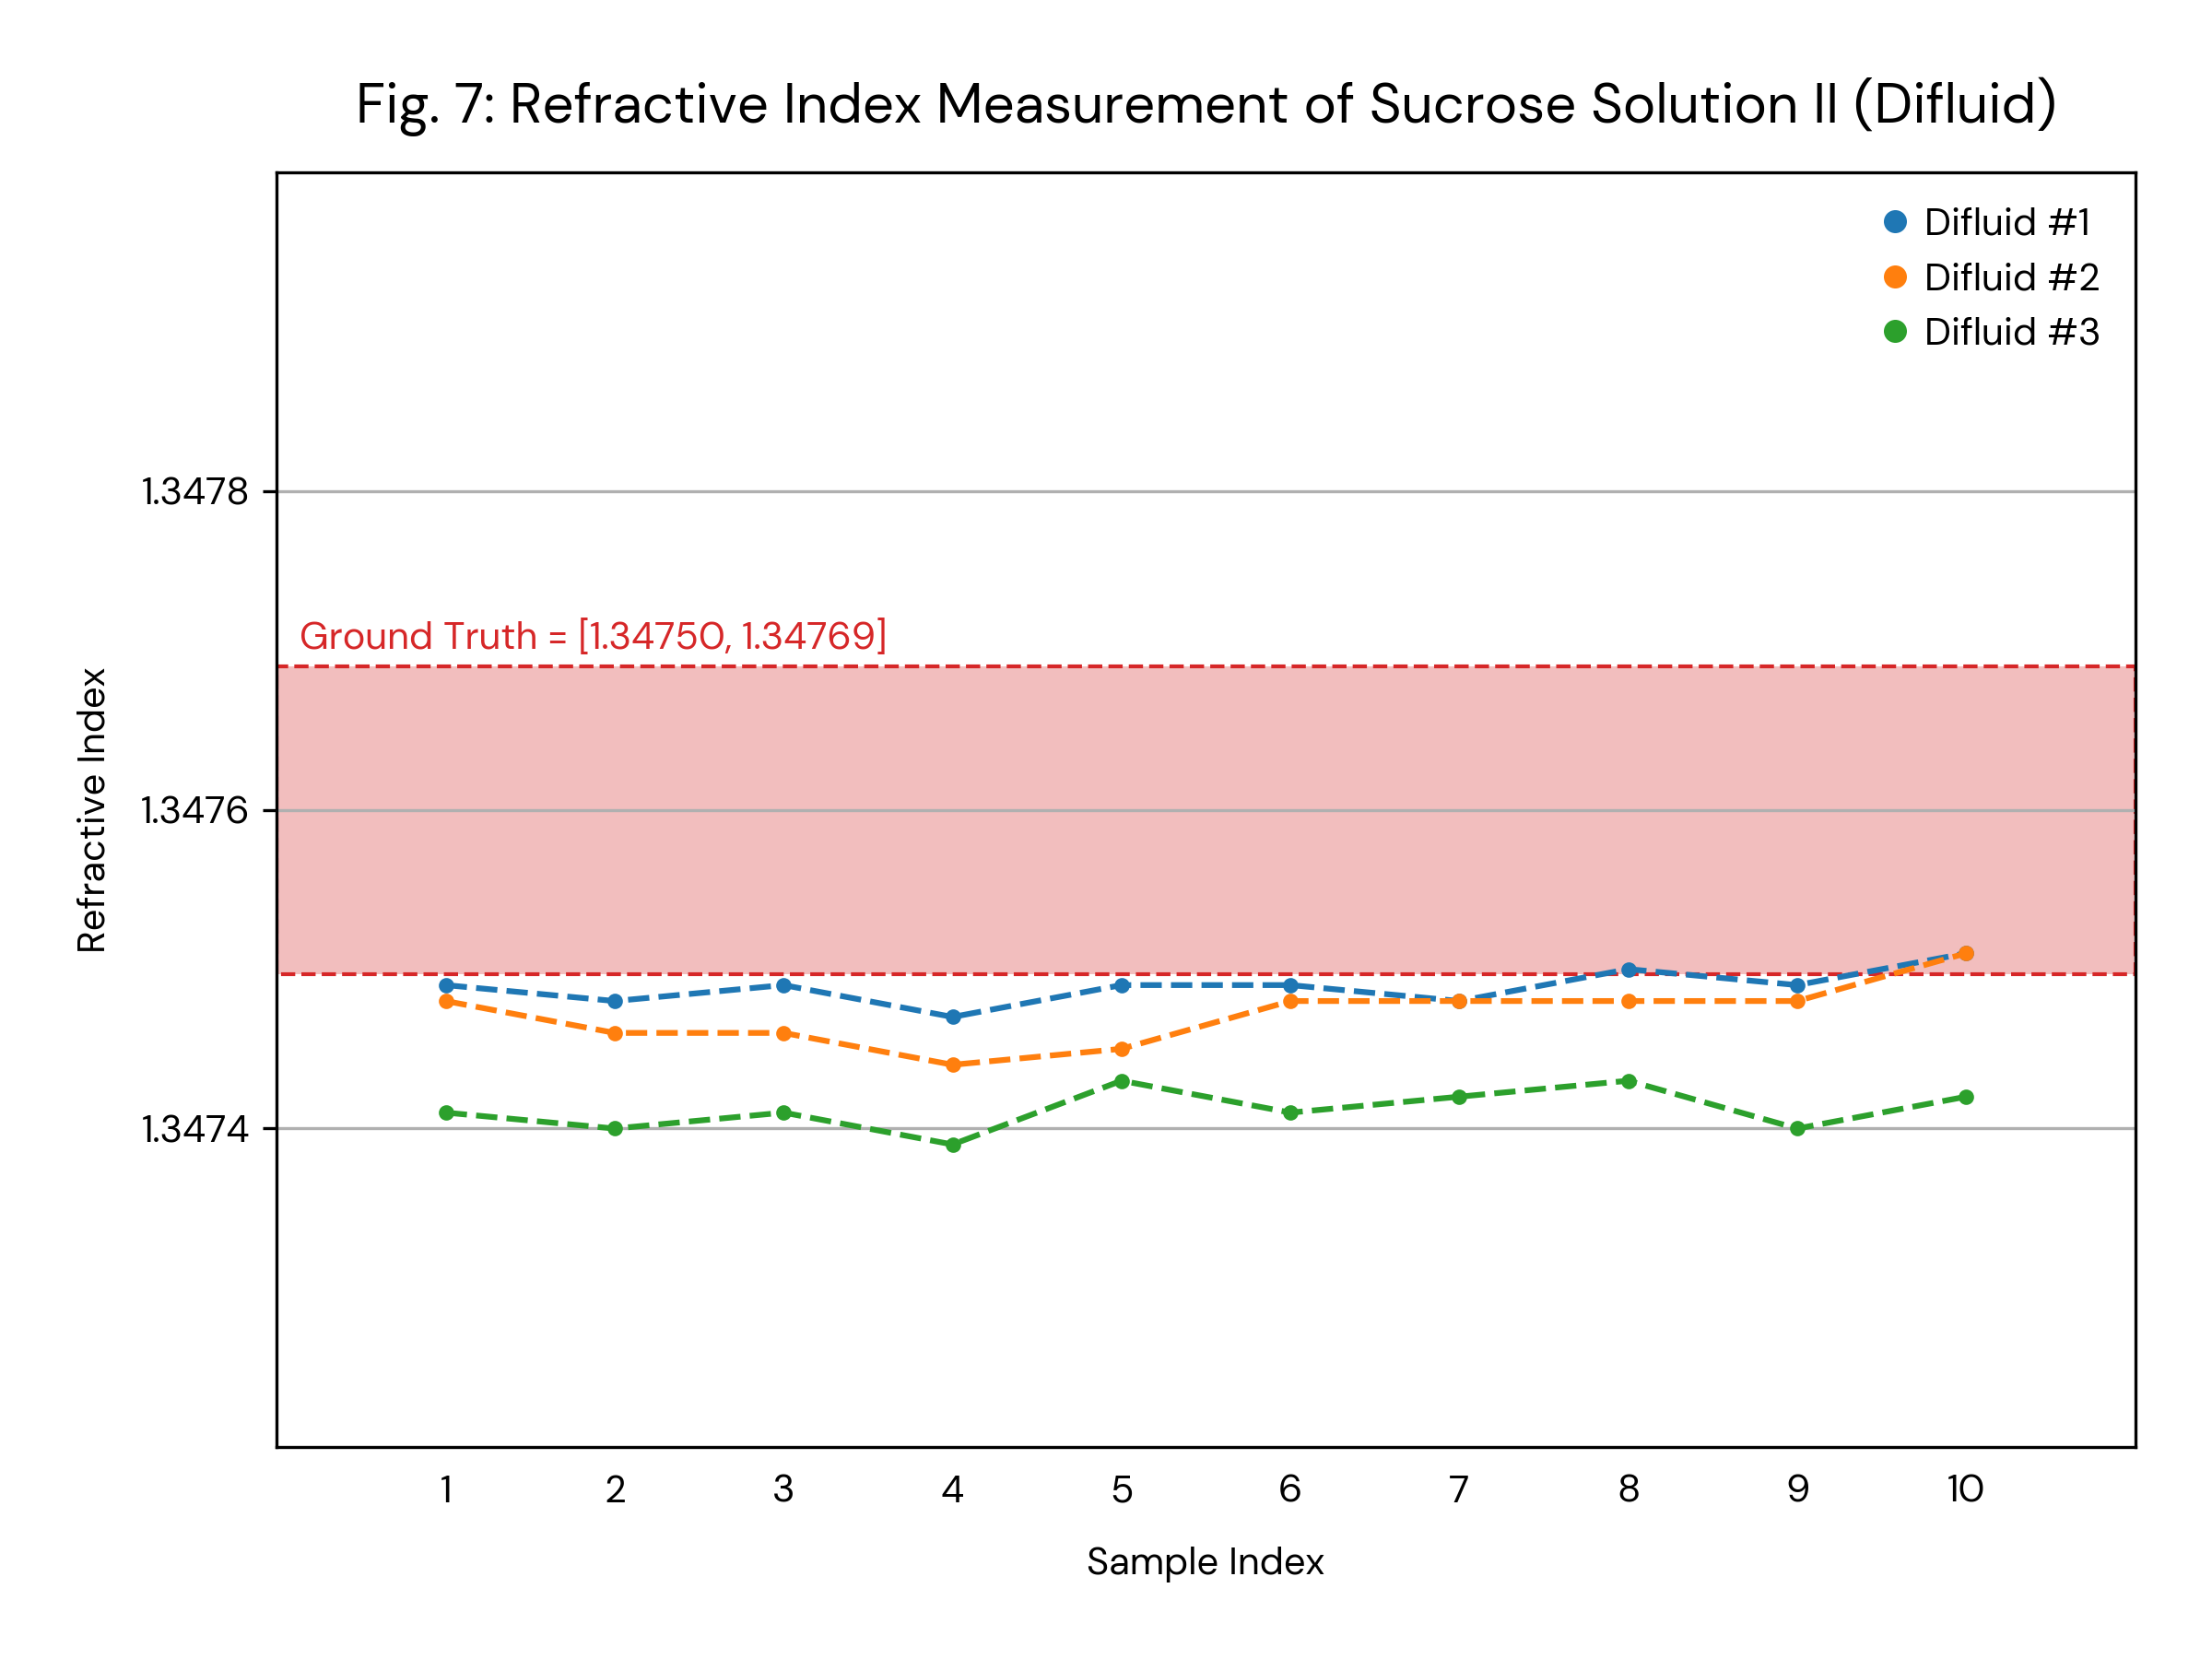 Fig. 7: Refractive Index Measurement of Sucrose Solution II (Difluid)
Difluid #1
Difluid #2
Difluid #3
1.3478
Ground Truth = [1.34750, 1.34769]
1.3476
1.3474
Refractive Index
1 2 3 4 5 6 7 8 9 10
Sample Index